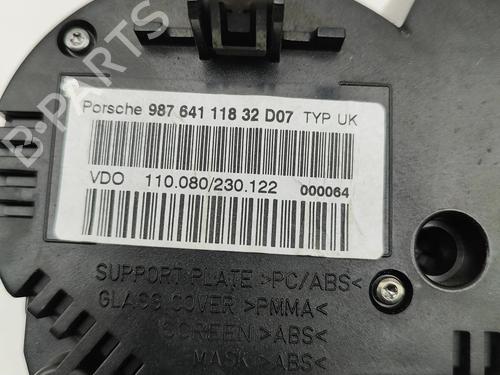 B-PARTS
Porsche 987 641 118 32 D07 TYP UK
VDO 110.080/230.122 000064
SUPPORT PLATE >PC/ABS<
GLASS COVER >PMMA<
SCREEN >ABS<
MASK >ABS<